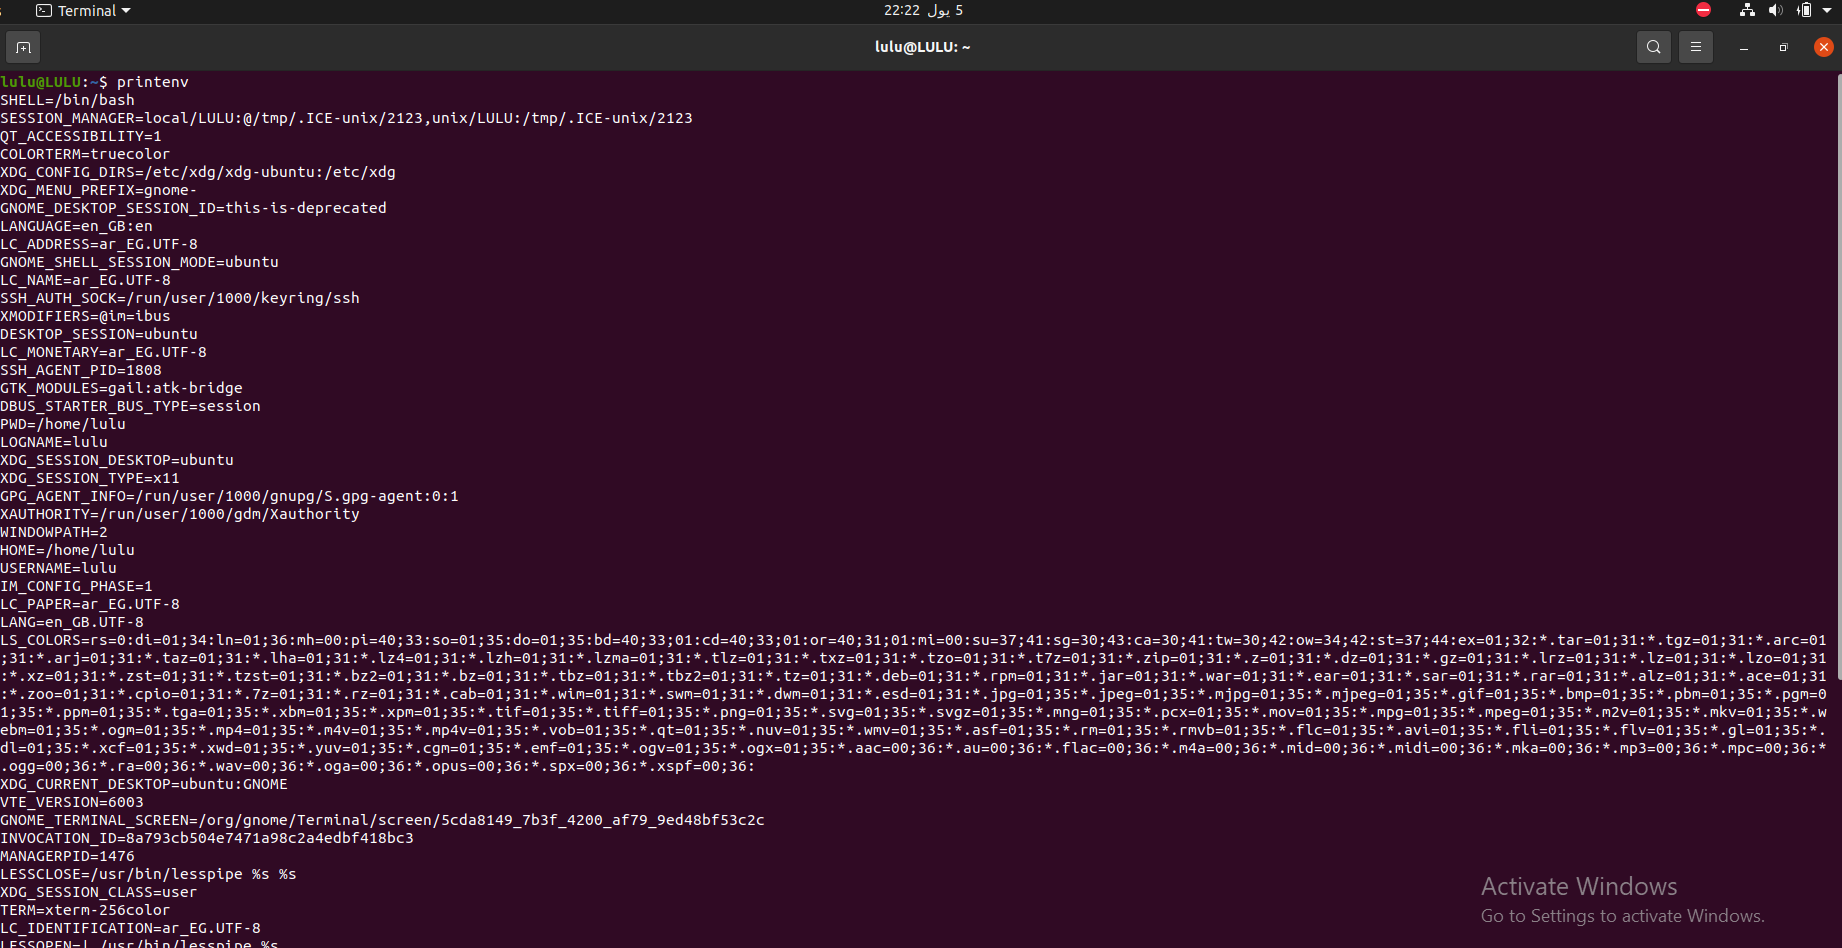 Terminal
22:22 يول 5
lulu@LULU: ~
lulu@LULU:~$ printenv
SHELL=/bin/bash
SESSION_MANAGER=local/LULU:@/tmp/.ICE-unix/2123,unix/LULU:/tmp/.ICE-unix/2123
QT_ACCESSIBILITY=1
COLORTERM=truecolor
XDG_CONFIG_DIRS=/etc/xdg/xdg-ubuntu:/etc/xdg
XDG_MENU_PREFIX=gnome-
GNOME_DESKTOP_SESSION_ID=this-is-deprecated
LANGUAGE=en_GB:en
LC_ADDRESS=ar_EG.UTF-8
GNOME_SHELL_SESSION_MODE=ubuntu
LC_NAME=ar_EG.UTF-8
SSH_AUTH_SOCK=/run/user/1000/keyring/ssh
XMODIFIERS=@im=ibus
DESKTOP_SESSION=ubuntu
LC_MONETARY=ar_EG.UTF-8
SSH_AGENT_PID=1808
GTK_MODULES=gail:atk-bridge
DBUS_STARTER_BUS_TYPE=session
PWD=/home/lulu
LOGNAME=lulu
XDG_SESSION_DESKTOP=ubuntu
XDG_SESSION_TYPE=x11
GPG_AGENT_INFO=/run/user/1000/gnupg/S.gpg-agent:0:1
XAUTHORITY=/run/user/1000/gdm/Xauthority
WINDOWPATH=2
HOME=/home/lulu
USERNAME=lulu
IM_CONFIG_PHASE=1
LC_PAPER=ar_EG.UTF-8
LANG=en_GB.UTF-8
LS_COLORS=rs=0:di=01;34:ln=01;36:mh=00:pi=40;33:so=01;35:do=01;35:bd=40;33;01:cd=40;33;01:or=40;31;01:mi=00:su=37;41:sg=30;43:ca=30;41:tw=30;42:ow=34;42:st=37;44:ex=01;32:*.tar=01;31:*.tgz=01;31:*.arc=01
;31:*.arj=01;31:*.taz=01;31:*.lha=01;31:*.lz4=01;31:*.lzh=01;31:*.lzma=01;31:*.tlz=01;31:*.txz=01;31:*.tzo=01;31:*.t7z=01;31:*.zip=01;31:*.z=01;31:*.dz=01;31:*.gz=01;31:*.lrz=01;31:*.lz=01;31:*.lzo=01;31
:*.xz=01;31:*.zst=01;31:*.tzst=01;31:*.bz2=01;31:*.bz=01;31:*.tbz=01;31:*.tbz2=01;31:*.tz=01;31:*.deb=01;31:*.rpm=01;31:*.jar=01;31:*.war=01;31:*.ear=01;31:*.sar=01;31:*.rar=01;31:*.alz=01;31:*.ace=01;31
:*.zoo=01;31:*.cpio=01;31:*.7z=01;31:*.rz=01;31:*.cab=01;31:*.wim=01;31:*.swm=01;31:*.dwm=01;31:*.esd=01;31:*.jpg=01;35:*.jpeg=01;35:*.mjpg=01;35:*.mjpeg=01;35:*.gif=01;35:*.bmp=01;35:*.pbm=01;35:*.pgm=0
1;35:*.ppm=01;35:*.tga=01;35:*.xbm=01;35:*.xpm=01;35:*.tif=01;35:*.tiff=01;35:*.png=01;35:*.svg=01;35:*.svgz=01;35:*.mng=01;35:*.pcx=01;35:*.mov=01;35:*.mpg=01;35:*.mpeg=01;35:*.m2v=01;35:*.mkv=01;35:*.w
ebm=01;35:*.ogm=01;35:*.mp4=01;35:*.m4v=01;35:*.mp4v=01;35:*.vob=01;35:*.qt=01;35:*.nuv=01;35:*.wmv=01;35:*.asf=01;35:*.rm=01;35:*.rmvb=01;35:*.flc=01;35:*.avi=01;35:*.fli=01;35:*.flv=01;35:*.gl=01;35:*.
dl=01;35:*.xcf=01;35:*.xwd=01;35:*.yuv=01;35:*.cgm=01;35:*.emf=01;35:*.ogv=01;35:*.ogx=01;35:*.aac=00;36:*.au=00;36:*.flac=00;36:*.m4a=00;36:*.mid=00;36:*.midi=00;36:*.mka=00;36:*.mp3=00;36:*.mpc=00;36:*
.ogg=00;36:*.ra=00;36:*.wav=00;36:*.oga=00;36:*.opus=00;36:*.spx=00;36:*.xspf=00;36:
XDG_CURRENT_DESKTOP=ubuntu:GNOME
VTE_VERSION=6003
GNOME_TERMINAL_SCREEN=/org/gnome/Terminal/screen/5cda8149_7b3f_4200_af79_9ed48bf53c2c
INVOCATION_ID=8a793cb504e7471a98c2a4edbf418bc3
MANAGERPID=1476
LESSCLOSE=/usr/bin/lesspipe %s %s
XDG_SESSION_CLASS=user
TERM=xterm-256color
LC_IDENTIFICATION=ar_EG.UTF-8
LESSOPEN=| /usr/bin/lesspipe %s
Activate Windows
Go to Settings to activate Windows.